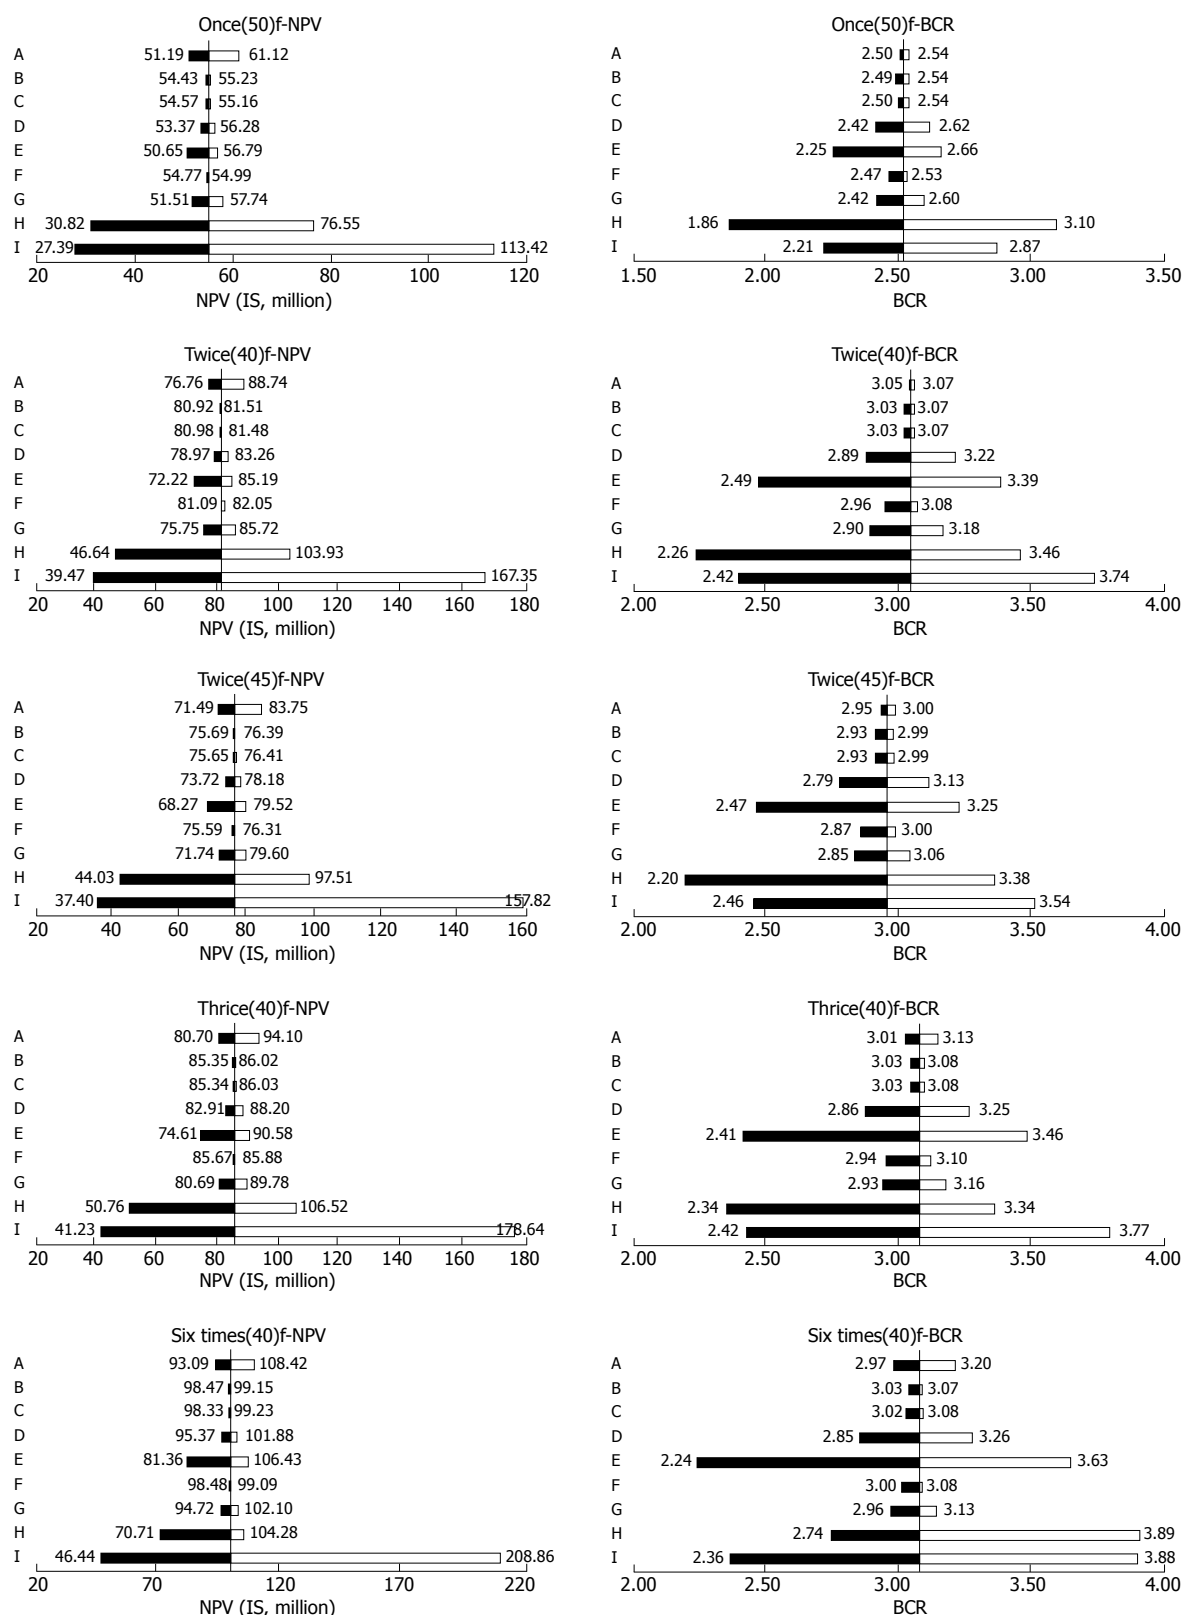 Once(50)f-NPV
A 51.19 61.12
B 54.43 55.23
C 54.57 55.16
D 53.37 56.28
E 50.65 56.79
F 54.77 54.99
G 51.51 57.74
H 30.82 76.55
I 27.39 113.42
20 40 60 80 100 120
NPV (IS, million)
Once(50)f-BCR
A 2.50 2.54
B 2.49 2.54
C 2.50 2.54
D 2.42 2.62
E 2.25 2.66
F 2.47 2.53
G 2.42 2.60
H 1.86 3.10
I 2.21 2.87
1.50 2.00 2.50 3.00 3.50
BCR
Twice(40)f-NPV
A 76.76 88.74
B 80.92 81.51
C 80.98 81.48
D 78.97 83.26
E 72.22 85.19
F 81.09 82.05
G 75.75 85.72
H 46.64 103.93
I 39.47 167.35
20 40 60 80 100 120 140 160 180
NPV (IS, million)
Twice(40)f-BCR
A 3.05 3.07
B 3.03 3.07
C 3.03 3.07
D 2.89 3.22
E 2.49 3.39
F 2.96 3.08
G 2.90 3.18
H 2.26 3.46
I 2.42 3.74
2.00 2.50 3.00 3.50 4.00
BCR
Twice(45)f-NPV
A 71.49 83.75
B 75.69 76.39
C 75.65 76.41
D 73.72 78.18
E 68.27 79.52
F 75.59 76.31
G 71.74 79.60
H 44.03 97.51
I 37.40 157.82
20 40 60 80 100 120 140 160
NPV (IS, million)
Twice(45)f-BCR
A 2.95 3.00
B 2.93 2.99
C 2.93 2.99
D 2.79 3.13
E 2.47 3.25
F 2.87 3.00
G 2.85 3.06
H 2.20 3.38
I 2.46 3.54
2.00 2.50 3.00 3.50 4.00
BCR
Thrice(40)f-NPV
A 80.70 94.10
B 85.35 86.02
C 85.34 86.03
D 82.91 88.20
E 74.61 90.58
F 85.67 85.88
G 80.69 89.78
H 50.76 106.52
I 41.23 178.64
20 40 60 80 100 120 140 160 180
NPV (IS, million)
Thrice(40)f-BCR
A 3.01 3.13
B 3.03 3.08
C 3.03 3.08
D 2.86 3.25
E 2.41 3.46
F 2.94 3.10
G 2.93 3.16
H 2.34 3.34
I 2.42 3.77
2.00 2.50 3.00 3.50 4.00
BCR
Six times(40)f-NPV
A 93.09 108.42
B 98.47 99.15
C 98.33 99.23
D 95.37 101.88
E 81.36 106.43
F 98.48 99.09
G 94.72 102.10
H 70.71 104.28
I 46.44 208.86
20 70 120 170 220
NPV (IS, million)
Six times(40)f-BCR
A 2.97 3.20
B 3.03 3.07
C 3.02 3.08
D 2.85 3.26
E 2.24 3.63
F 3.00 3.08
G 2.96 3.13
H 2.74 3.89
I 2.36 3.88
2.00 2.50 3.00 3.50 4.00
BCR